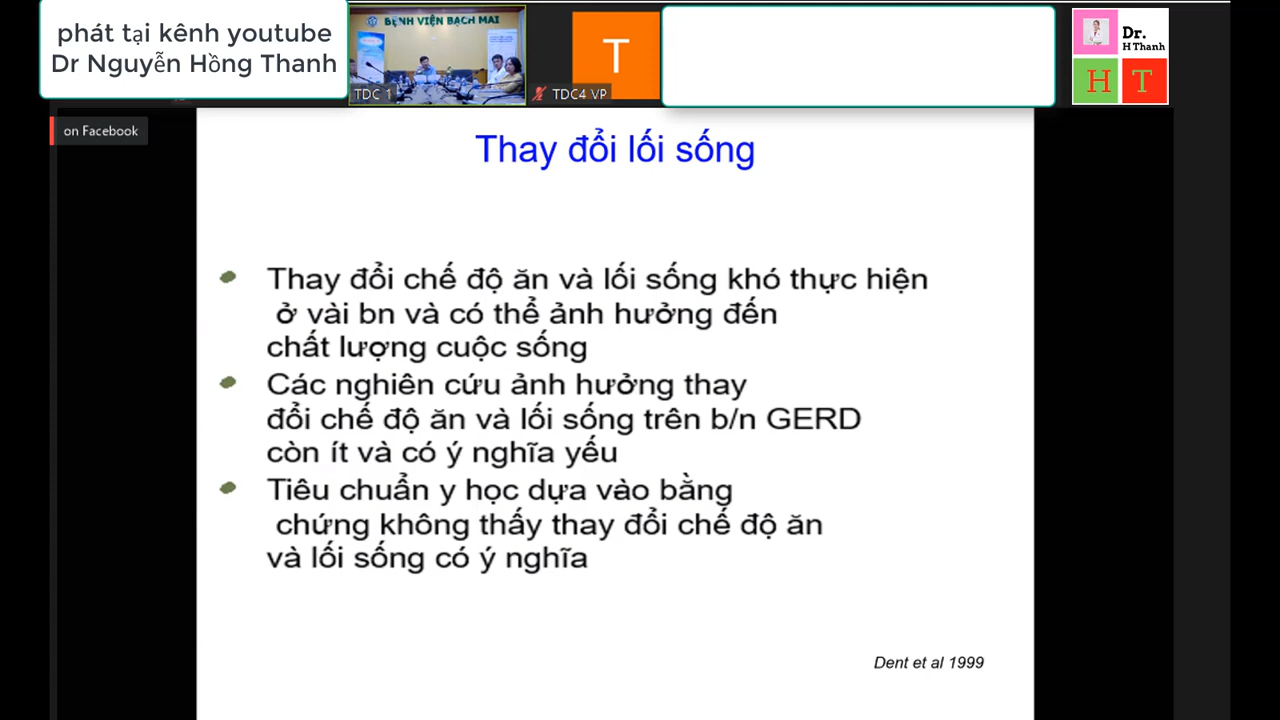 phát tại kênh youtube
Dr Nguyễn Hồng Thanh
BỆNH VIỆN BẠCH MAI
TDC 1
T
TDC4 VP
Dr.
H Thanh
H T
on Facebook
Thay đổi lối sống
Thay đổi chế độ ăn và lối sống khó thực hiện
ở vài bn và có thể ảnh hưởng đến
chất lượng cuộc sống
Các nghiên cứu ảnh hưởng thay
đổi chế độ ăn và lối sống trên b/n GERD
còn ít và có ý nghĩa yếu
Tiêu chuẩn y học dựa vào bằng
chứng không thấy thay đổi chế độ ăn
và lối sống có ý nghĩa
Dent et al 1999